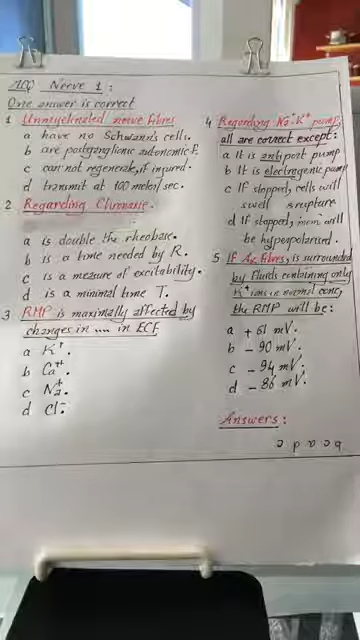 MCQ Nerve 1:
One answer is correct
1 Unmyelinated nerve fibres
a have no Schwann's cells.
b are postganglionic autonomic f.
c can not regenerate, if injured.
d transmit at 100 meter/sec.
2 Regarding Chronaxie.
a is double the rheobase.
b is a time needed by R.
c is a measure of excitability.
d is a minimal time T.
3 RMP is maximally affected by
changes in .... in ECF
a K+.
b Ca++.
c Na+.
d Cl-.
4 Regarding Na+-K+ pump,
all are correct except:
a It is antiport pump
b It is electrogenic pump
c If stopped, cells will
swell & rupture
d If stopped, mem will
be hyperpolarised.
5 If Ax fibres, is surrounded
by fluids containing only
K+ ions in normal conc,
the RMP will be:
a + 61 mV.
b - 90 mV.
c - 94 mV.
d - 86 mV.
Answers:
b c a d c